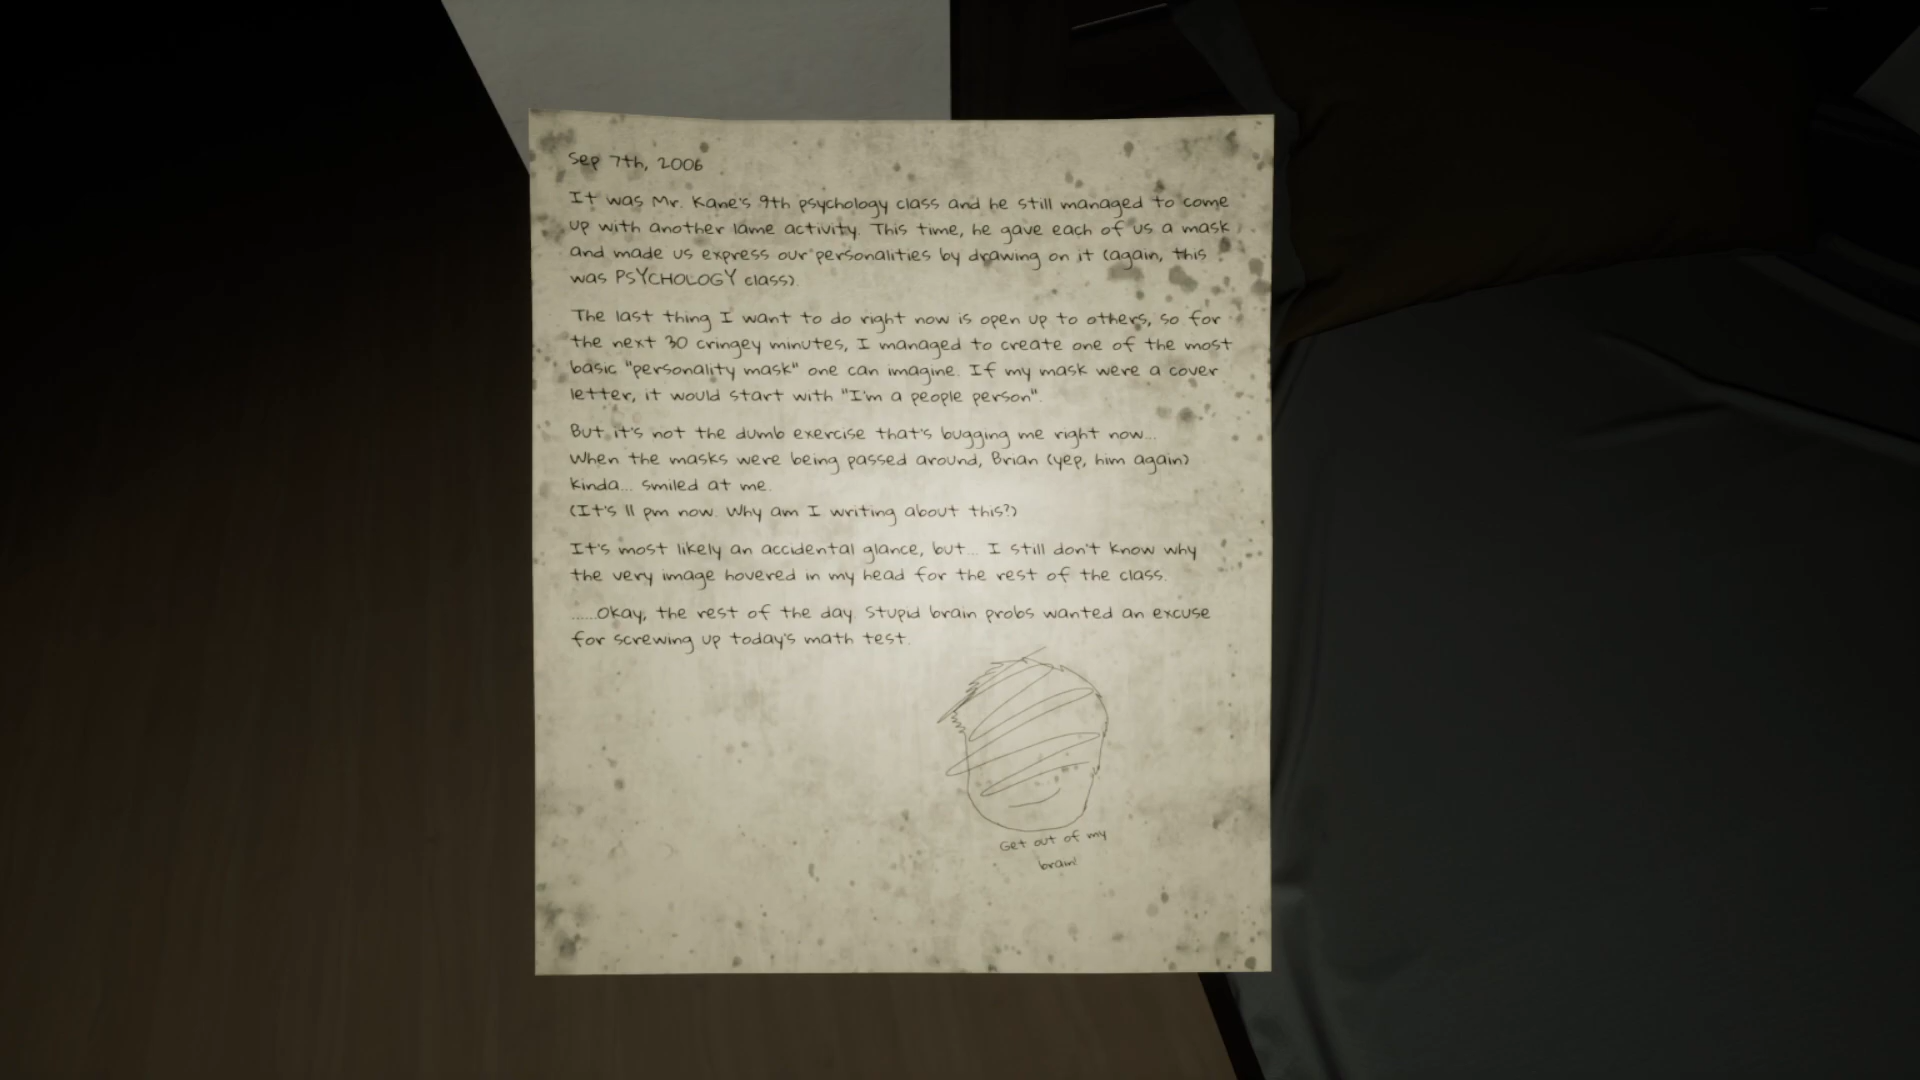 Sep 7th, 2006
It was Mr. Kane's 9th psychology class and he still managed to come
up with another lame activity. This time, he gave each of us a mask
and made us express our personalities by drawing on it (again, this
was PSYCHOLOGY class).
The last thing I want to do right now is open up to others, so for
the next 30 cringey minutes, I managed to create one of the most
basic "personality mask" one can imagine. If my mask were a cover
letter, it would start with "I'm a people person".
But it's not the dumb exercise that's bugging me right now...
When the masks were being passed around, Brian (yep, him again)
kinda... smiled at me.
(It's 11 pm now. Why am I writing about this?)
It's most likely an accidental glance, but... I still don't know why
the very image hovered in my head for the rest of the class.
......Okay, the rest of the day. Stupid brain probs wanted an excuse
for screwing up today's math test.
Get out of my
brain!